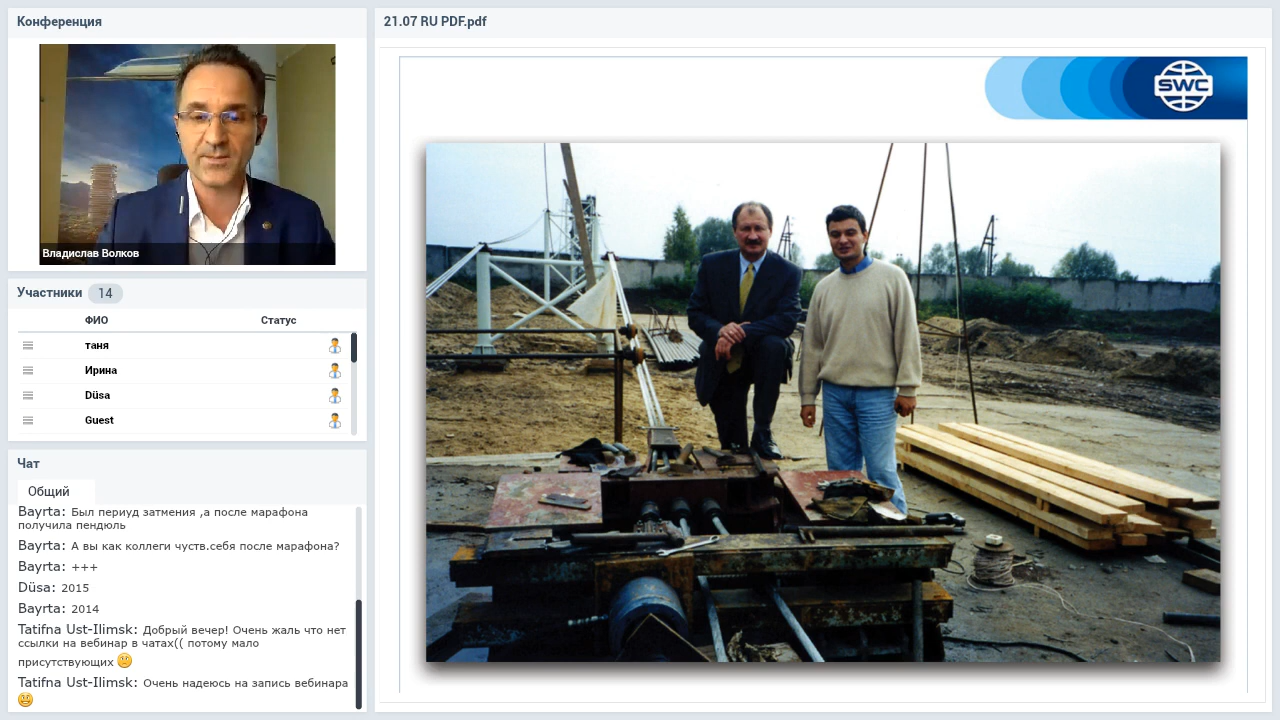 Конференция
Владислав Волков
Участники 14
ФИО Статус
таня
Ирина
Düsa
Guest
Чат
Общий
Bayrta: Был период затмения ,а после марафона
получила пендюль
Bayrta: А вы как коллеги чуств.себя после марафона?
Bayrta: +++
Düsa: 2015
Bayrta: 2014
Tatifna Ust-Ilimsk: Добрый вечер! Очень жаль что нет
ссылки на вебинар в чатах(( потому мало
присутствующих
Tatifna Ust-Ilimsk: Очень надеюсь на запись вебинара
21.07 RU PDF.pdf
SWC